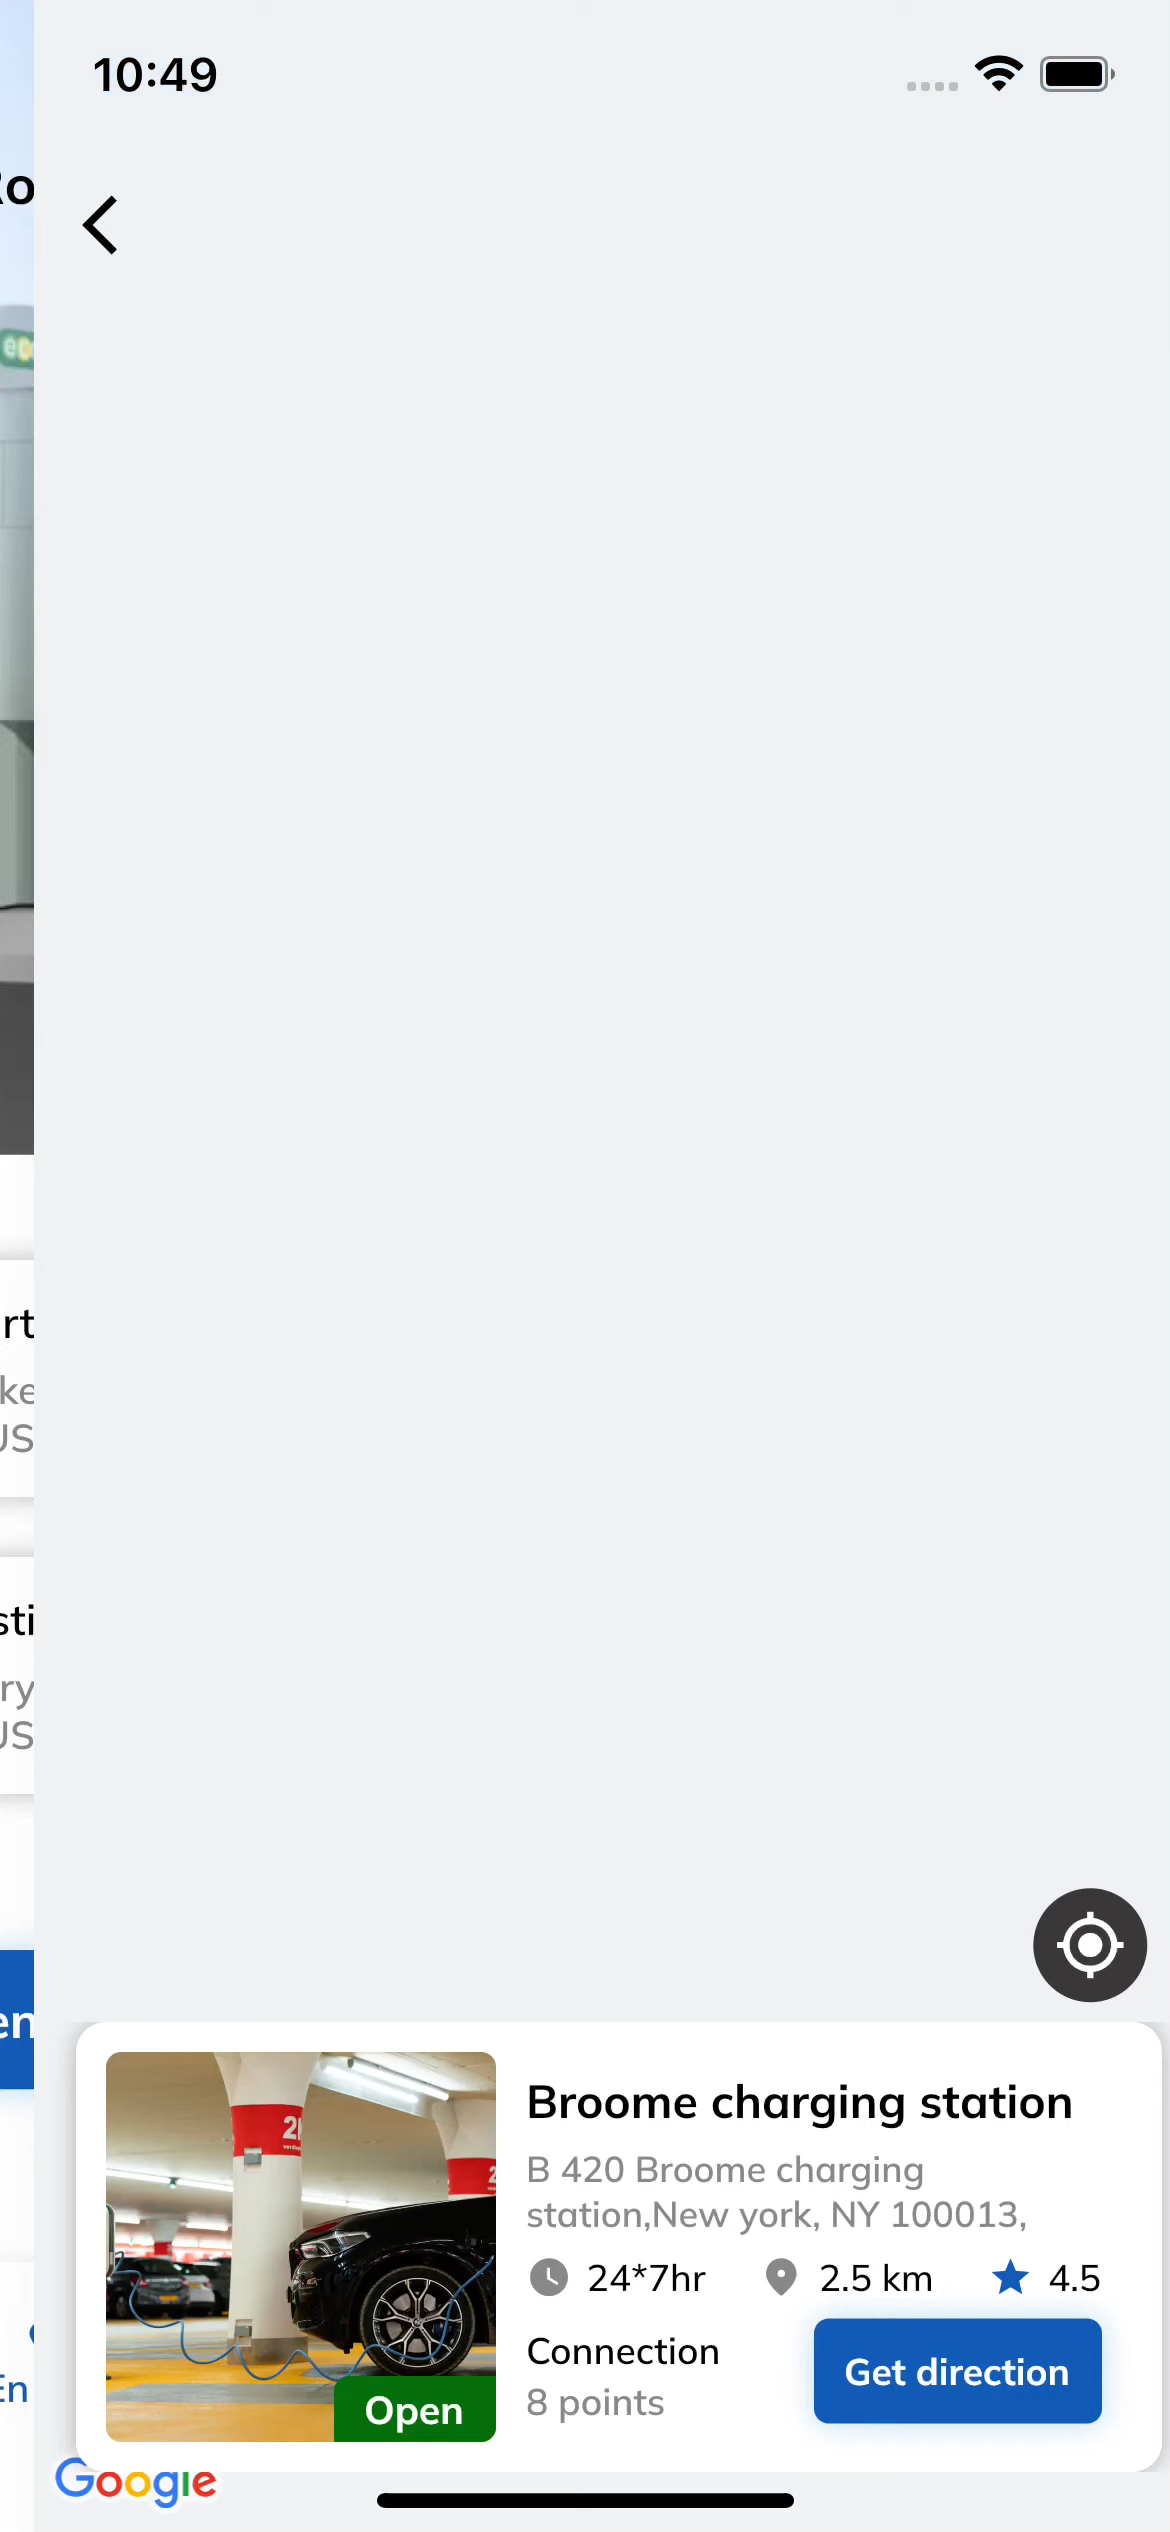 10:49
Broome charging station
B 420 Broome charging
station,New york, NY 100013,
24*7hr
2.5 km
4.5
Connection
8 points
Get direction
Open
Google